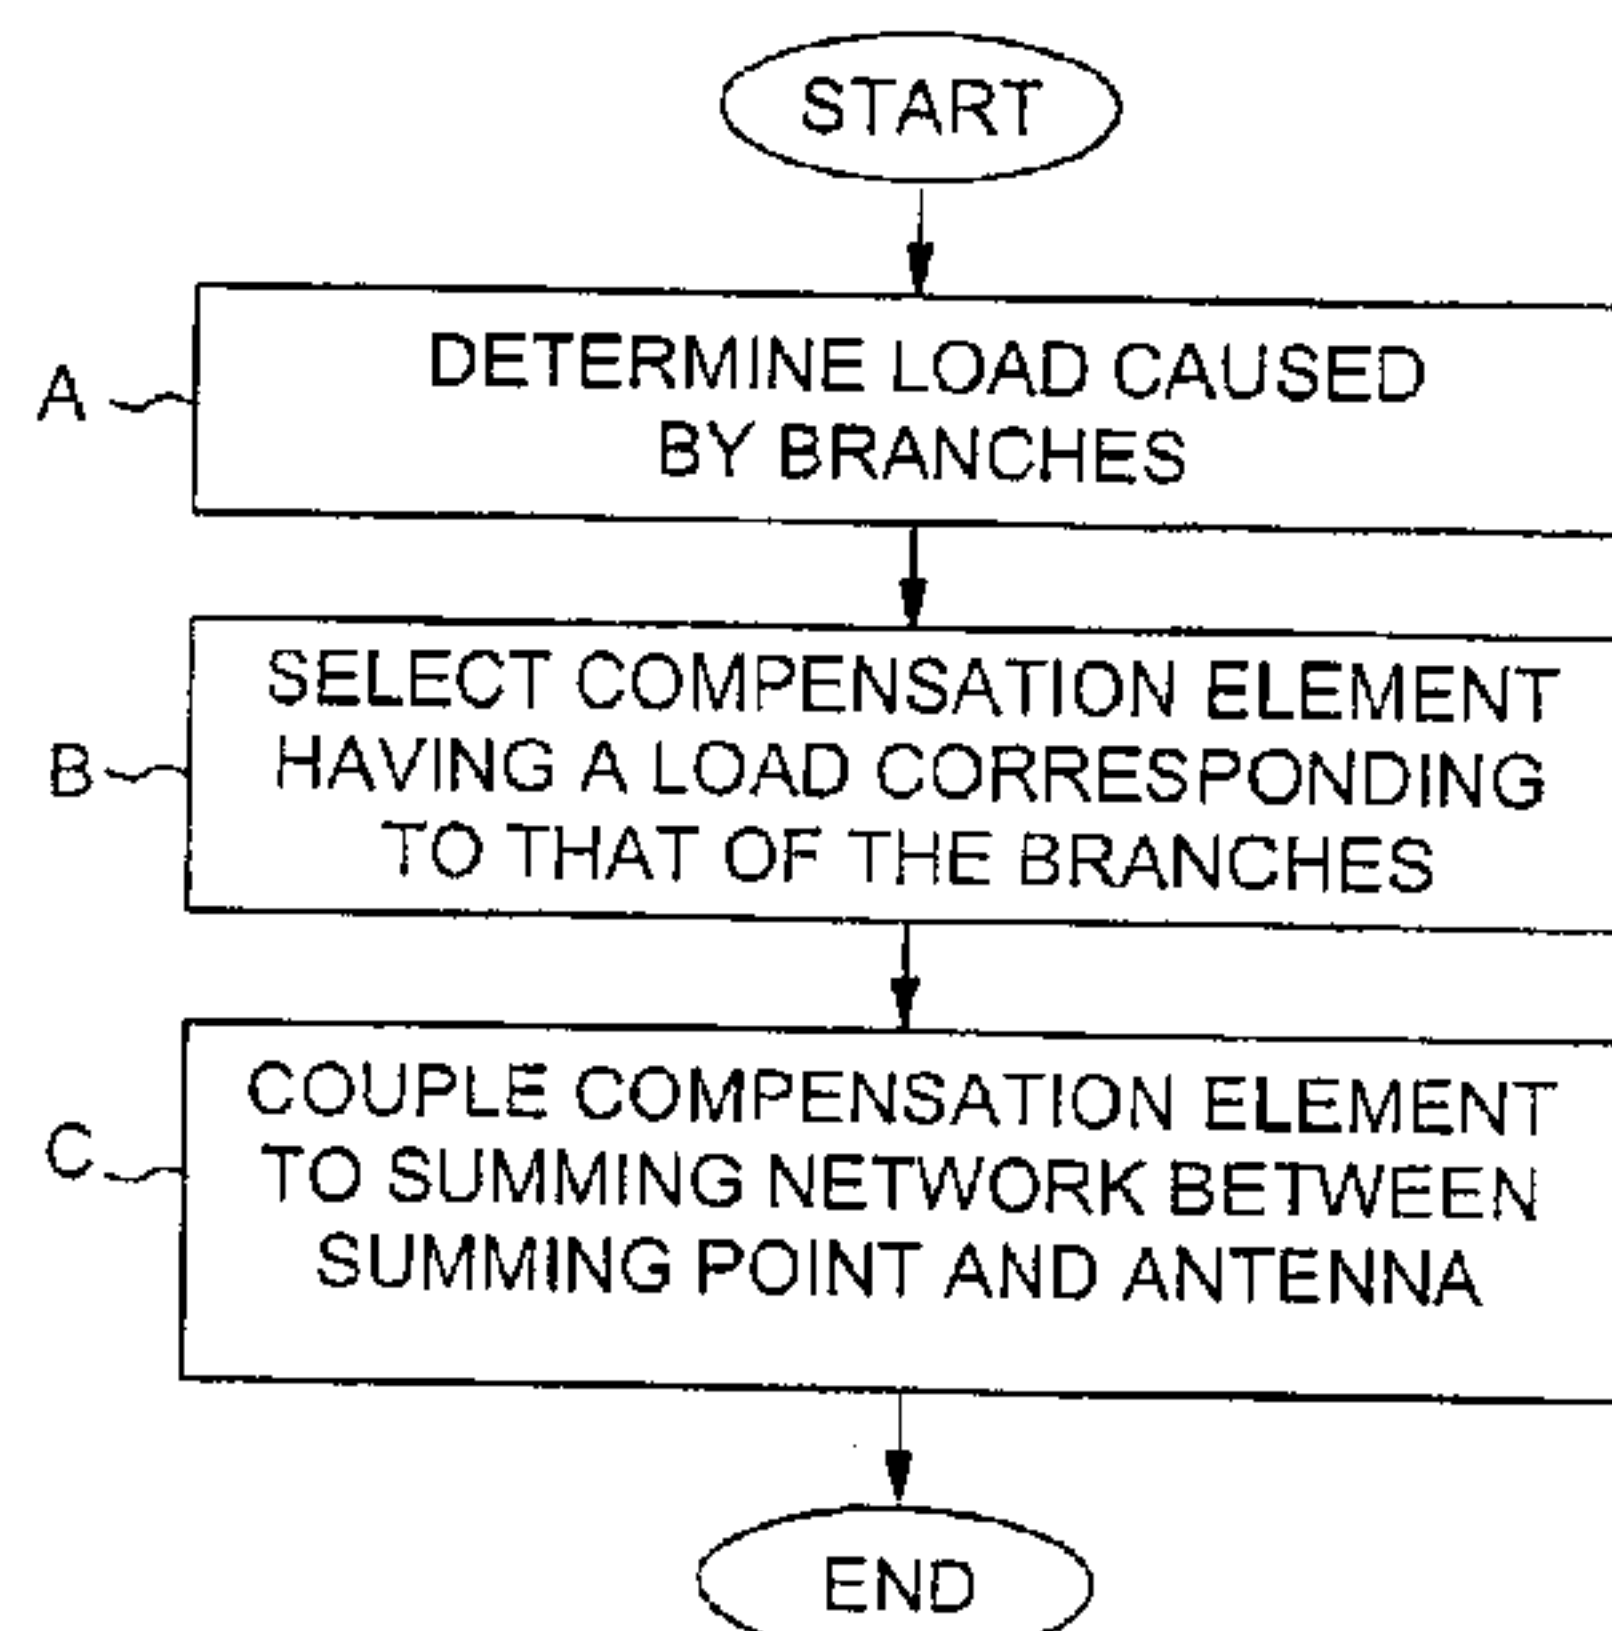 START
A
DETERMINE LOAD CAUSED
BY BRANCHES
B
SELECT COMPENSATION ELEMENT
HAVING A LOAD CORRESPONDING
TO THAT OF THE BRANCHES
C
COUPLE COMPENSATION ELEMENT
TO SUMMING NETWORK BETWEEN
SUMMING POINT AND ANTENNA
END